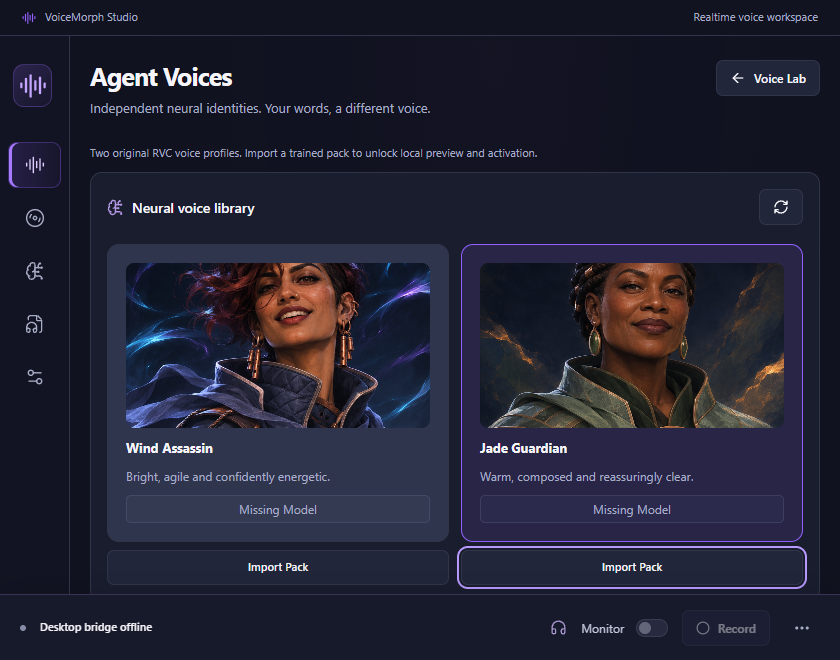 VoiceMorph Studio
Realtime voice workspace
Agent Voices
Voice Lab
Independent neural identities. Your words, a different voice.
Two original RVC voice profiles. Import a trained pack to unlock local preview and activation.
Neural voice library
Wind Assassin
Bright, agile and confidently energetic.
Missing Model
Import Pack
Jade Guardian
Warm, composed and reassuringly clear.
Missing Model
Import Pack
Desktop bridge offline
Monitor
Record